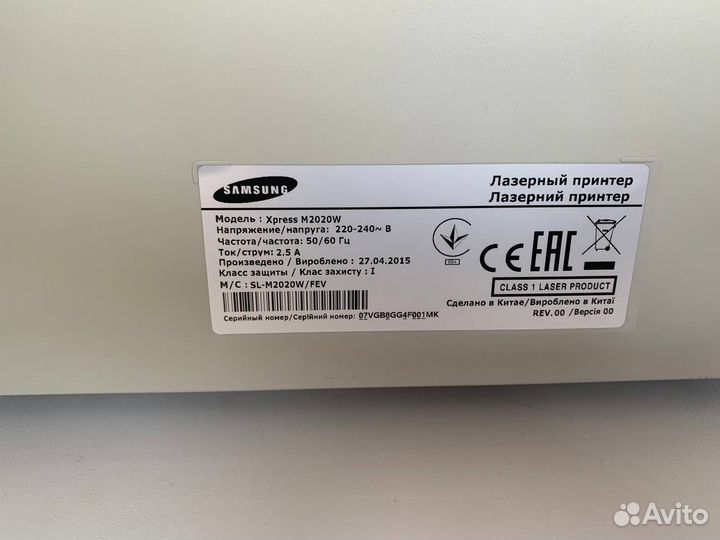 SAMSUNG
Лазерный принтер
Лазерний принтер
Модель : Xpress M2020W
Напряжение/напруга: 220-240~ В
Частота/частота: 50/60 Гц
Ток/струм: 2.5 А
Произведено / Вироблено : 27.04.2015
Класс защиты / Клас захисту : I
M/C : SL-M2020W/FEV
Серийный номер/Серійний номер: 07VGB8GG4F001MK
CE EAC
CLASS 1 LASER PRODUCT
Сделано в Китае/Вироблено в Китаї
REV.00 /Версія 00
Avito